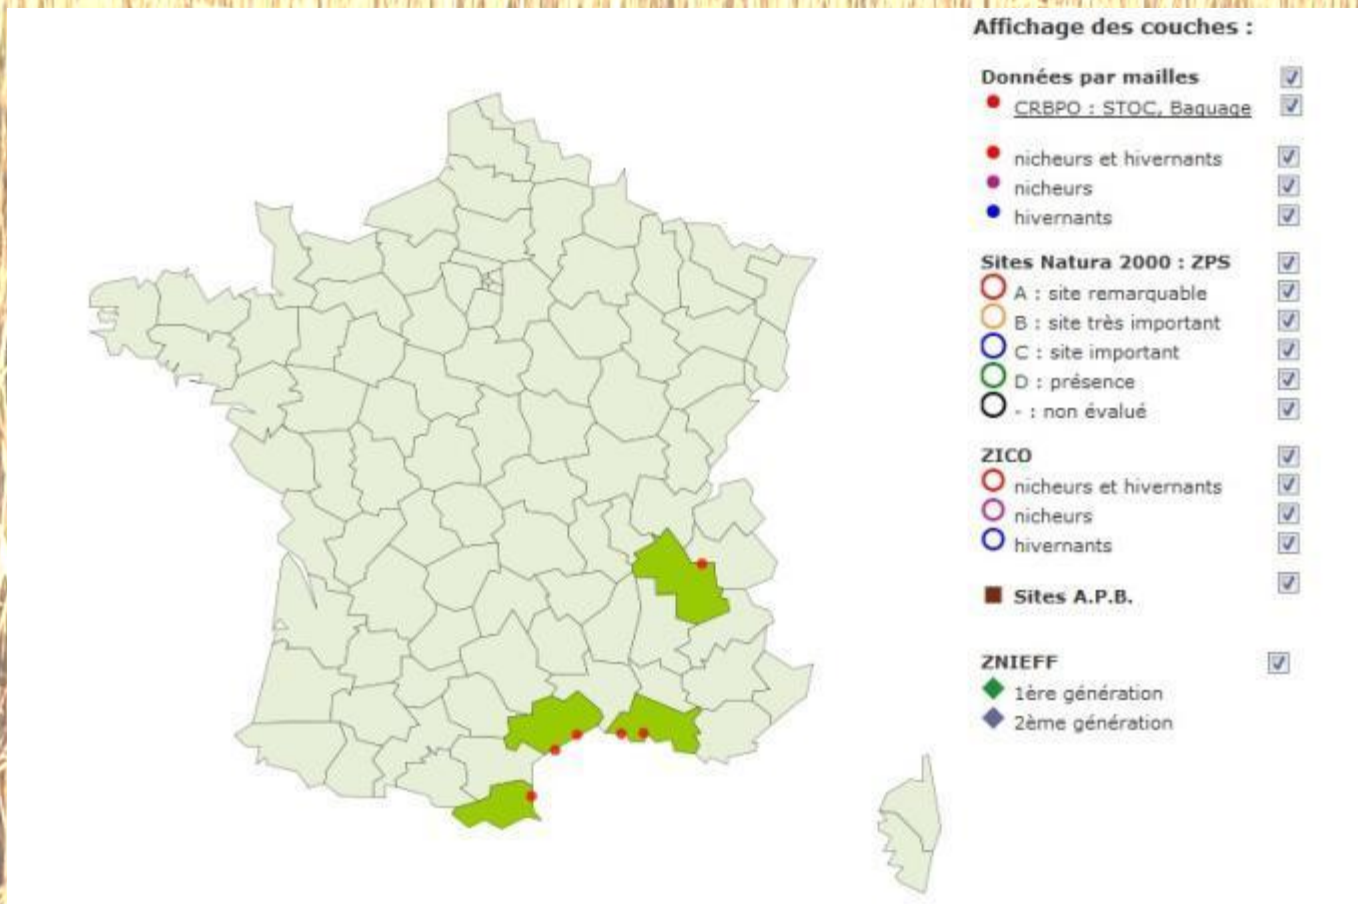 Affichage des couches :
Données par mailles
CRBPO : STOC, Baguage
nicheurs et hivernants
nicheurs
hivernants
Sites Natura 2000 : ZPS
A : site remarquable
B : site très important
C : site important
D : présence
- : non évalué
ZICO
nicheurs et hivernants
nicheurs
hivernants
Sites A.P.B.
ZNIEFF
1ère génération
2ème génération